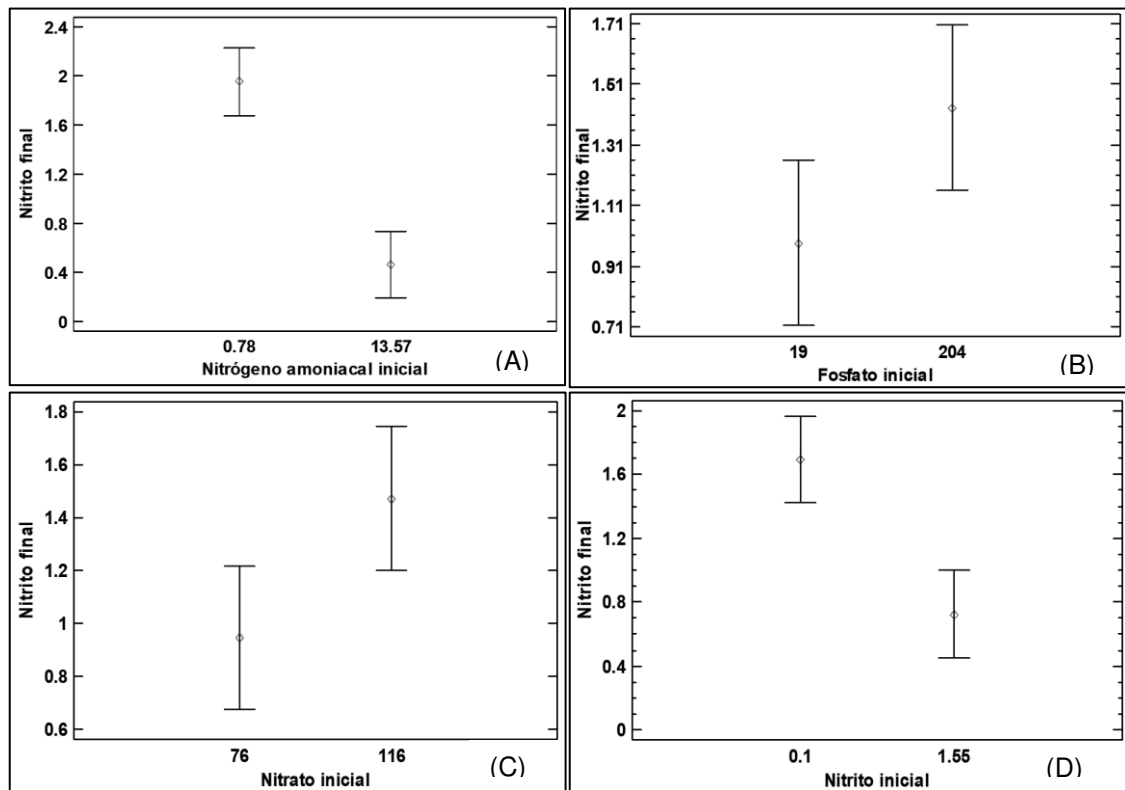 Nitrito final
2.4
2
1.6
1.2
0.8
0.4
0
0.78 13.57
Nitrógeno amoniacal inicial
(A)
Nitrito final
1.71
1.51
1.31
1.11
0.91
0.71
19 204
Fosfato inicial
(B)
Nitrito final
1.8
1.6
1.4
1.2
1
0.8
0.6
76 116
Nitrato inicial
(C)
Nitrito final
2
1.6
1.2
0.8
0.4
0
0.1 1.55
Nitrito inicial
(D)